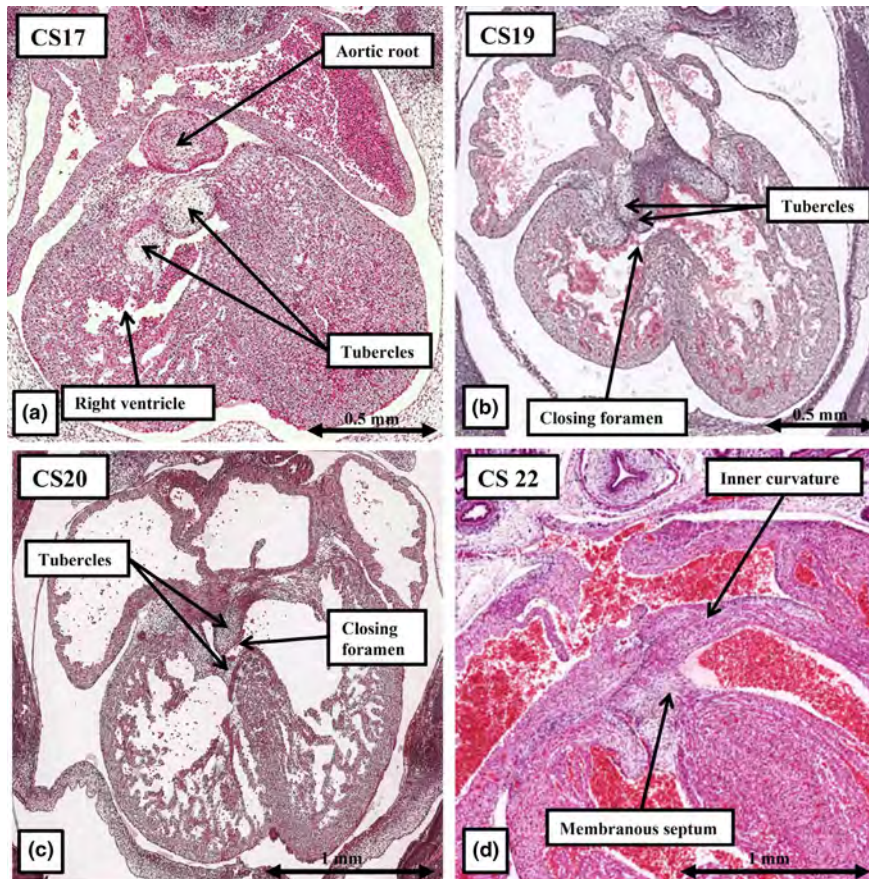 CS17
Aortic root
Tubercles
Right ventricle
(a)
0.5 mm
CS19
Tubercles
Closing foramen
(b)
0.5 mm
CS20
Tubercles
Closing
foramen
(c)
1 mm
CS 22
Inner curvature
Membranous septum
(d)
1 mm